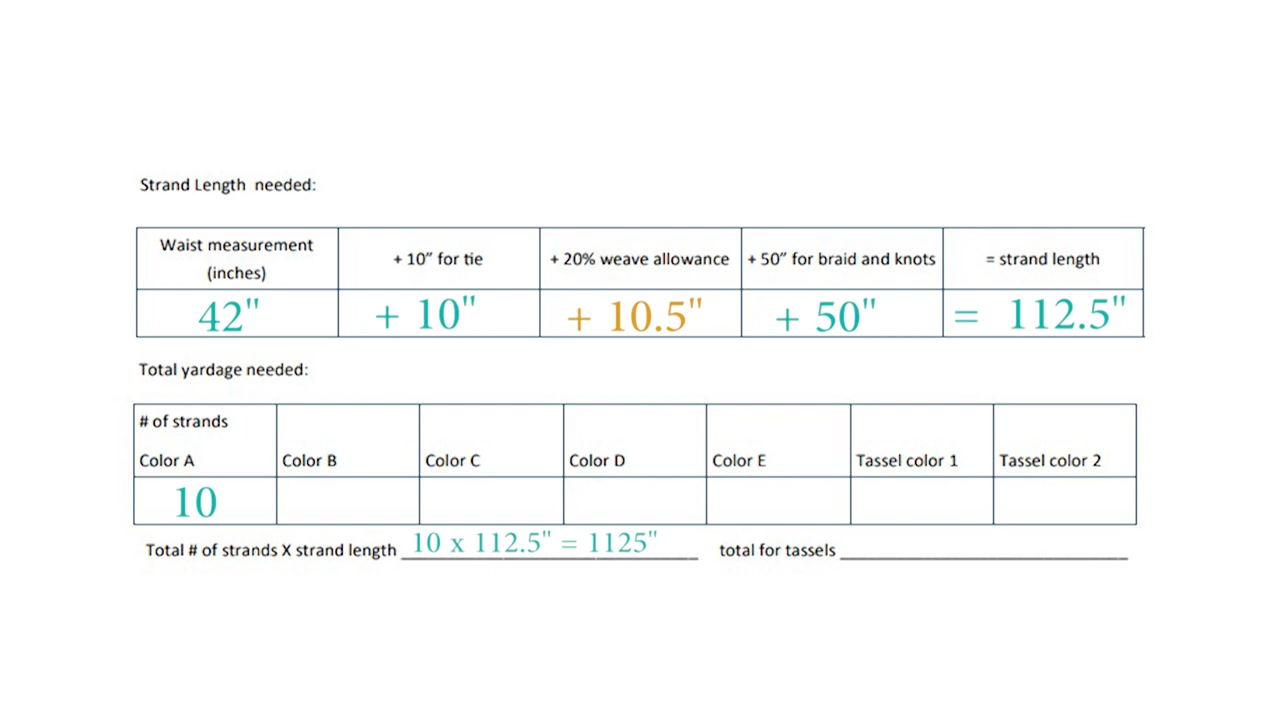 Strand Length needed:
Waist measurement
(inches)
+ 10” for tie
+ 20% weave allowance
+ 50” for braid and knots
= strand length
42"
+ 10"
+ 10.5"
+ 50"
= 112.5"
Total yardage needed:
# of strands
Color A
Color B
Color C
Color D
Color E
Tassel color 1
Tassel color 2
10
Total # of strands X strand length 10 x 112.5" = 1125"
total for tassels